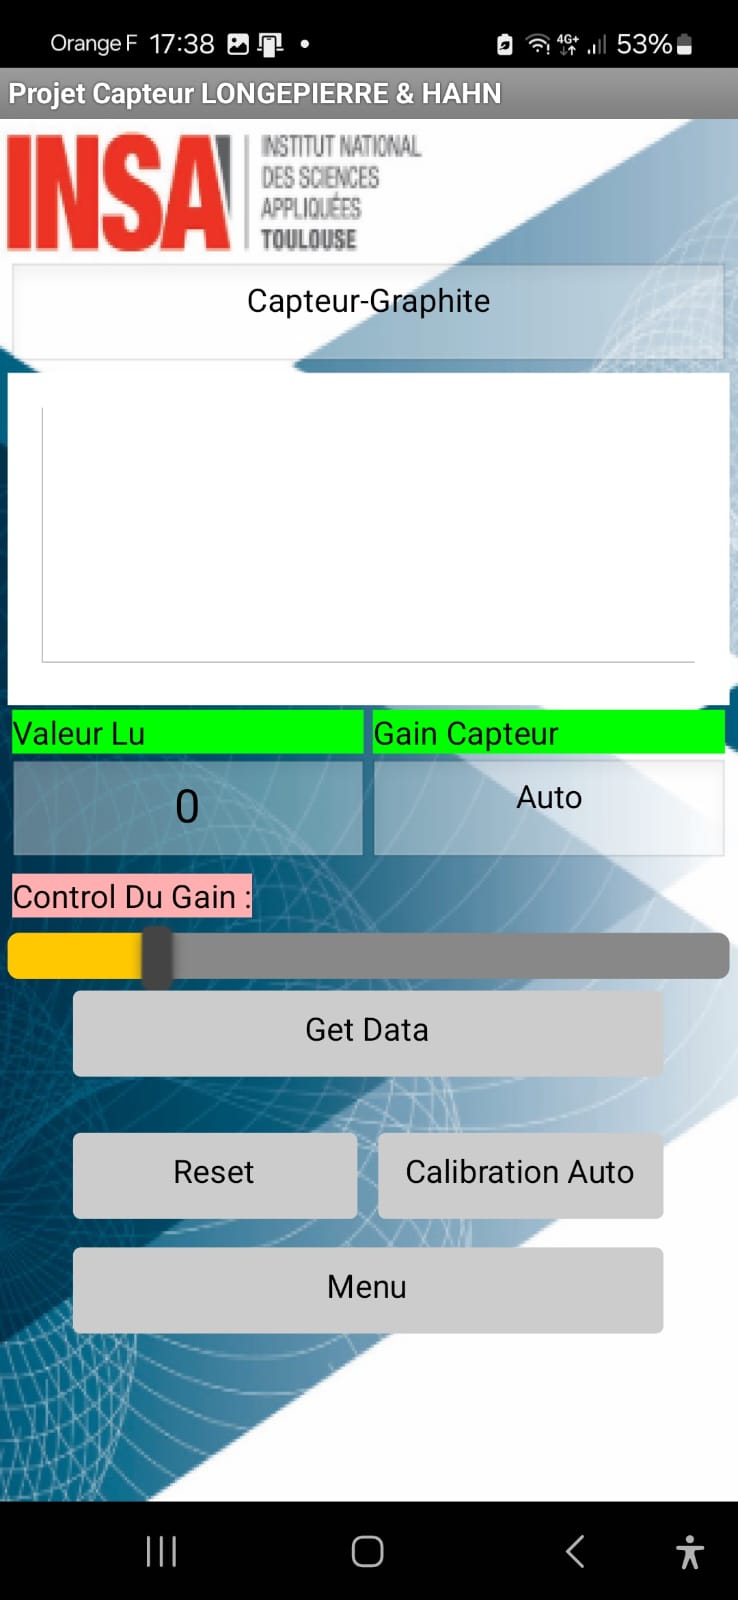 Orange F 17:38 4G+ 53%
Projet Capteur LONGEPIERRE & HAHN
INSA INSTITUT NATIONAL
DES SCIENCES
APPLIQUÉES
TOULOUSE
Capteur-Graphite
Valeur Lu Gain Capteur
0 Auto
Control Du Gain :
Get Data
Reset Calibration Auto
Menu